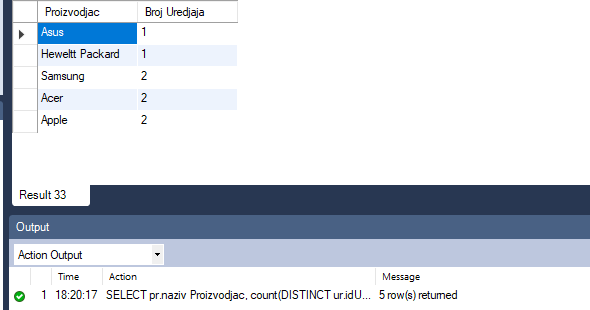 Proizvodjac Broj Uredjaja
Asus 1
Heweltt Packard 1
Samsung 2
Acer 2
Apple 2
Result 33
Output
Action Output
Time Action Message
1 18:20:17 SELECT pr.naziv Proizvodjac, count(DISTINCT ur.idU... 5 row(s) returned